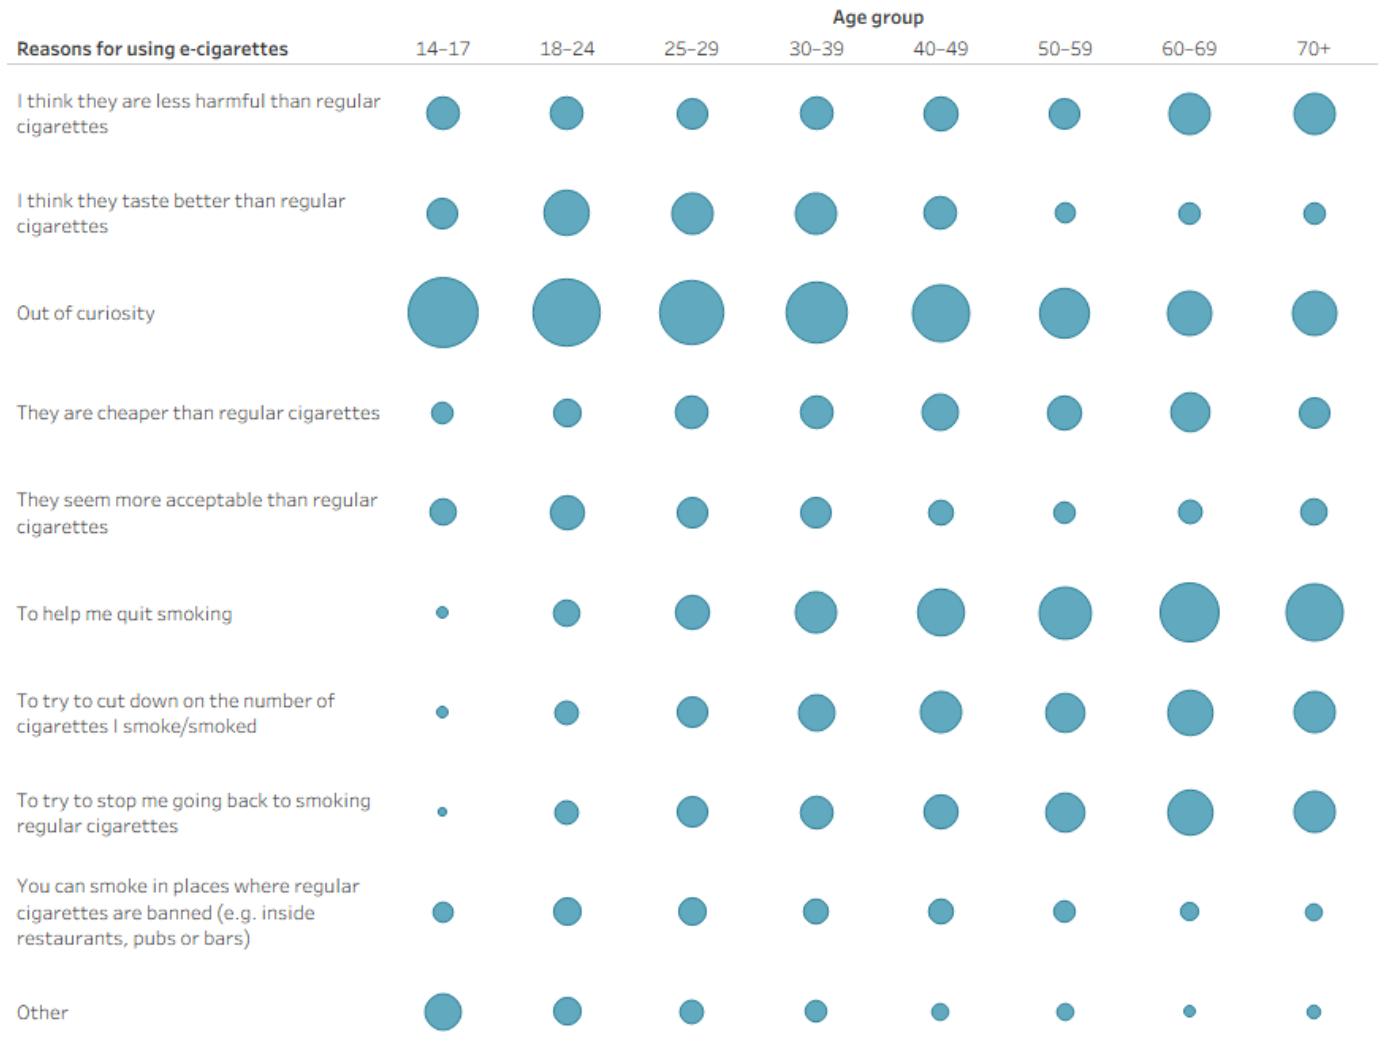 Age group
Reasons for using e-cigarettes 14–17 18–24 25–29 30–39 40–49 50–59 60–69 70+
I think they are less harmful than regular
cigarettes
I think they taste better than regular
cigarettes
Out of curiosity
They are cheaper than regular cigarettes
They seem more acceptable than regular
cigarettes
To help me quit smoking
To try to cut down on the number of
cigarettes I smoke/smoked
To try to stop me going back to smoking
regular cigarettes
You can smoke in places where regular
cigarettes are banned (e.g. inside
restaurants, pubs or bars)
Other